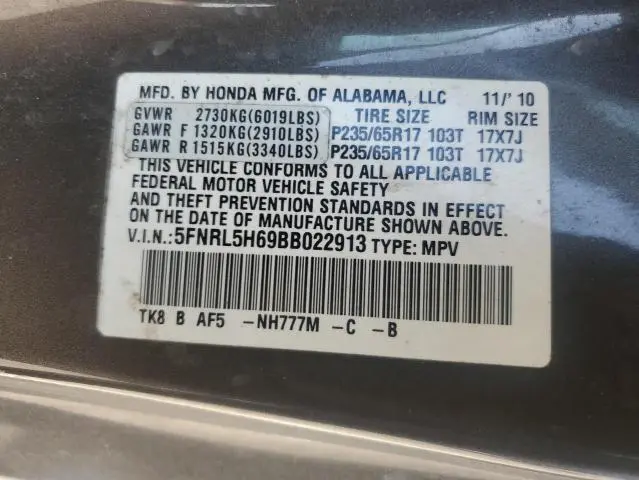 MFD. BY HONDA MFG. OF ALABAMA, LLC 11/'10
TIRE SIZE RIM SIZE
GVWR 2730KG(6019LBS)
GAWR F 1320KG(2910LBS) P235/65R17 103T 17X7J
GAWR R 1515KG(3340LBS) P235/65R17 103T 17X7J
THIS VEHICLE CONFORMS TO ALL APPLICABLE
FEDERAL MOTOR VEHICLE SAFETY
AND THEFT PREVENTION STANDARDS IN EFFECT
ON THE DATE OF MANUFACTURE SHOWN ABOVE.
V.I.N.:5FNRL5H69BB022913 TYPE: MPV
TK8 B AF5 -NH777M -C -B